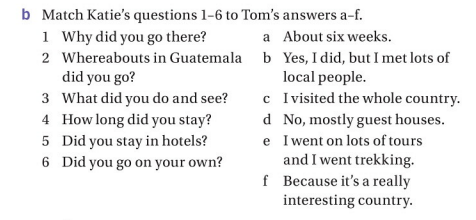 b Match Katie's questions 1–6 to Tom's answers a–f.
1 Why did you go there?
2 Whereabouts in Guatemala
did you go?
3 What did you do and see?
4 How long did you stay?
5 Did you stay in hotels?
6 Did you go on your own?
a About six weeks.
b Yes, I did, but I met lots of
local people.
c I visited the whole country.
d No, mostly guest houses.
e I went on lots of tours
and I went trekking.
f Because it's a really
interesting country.